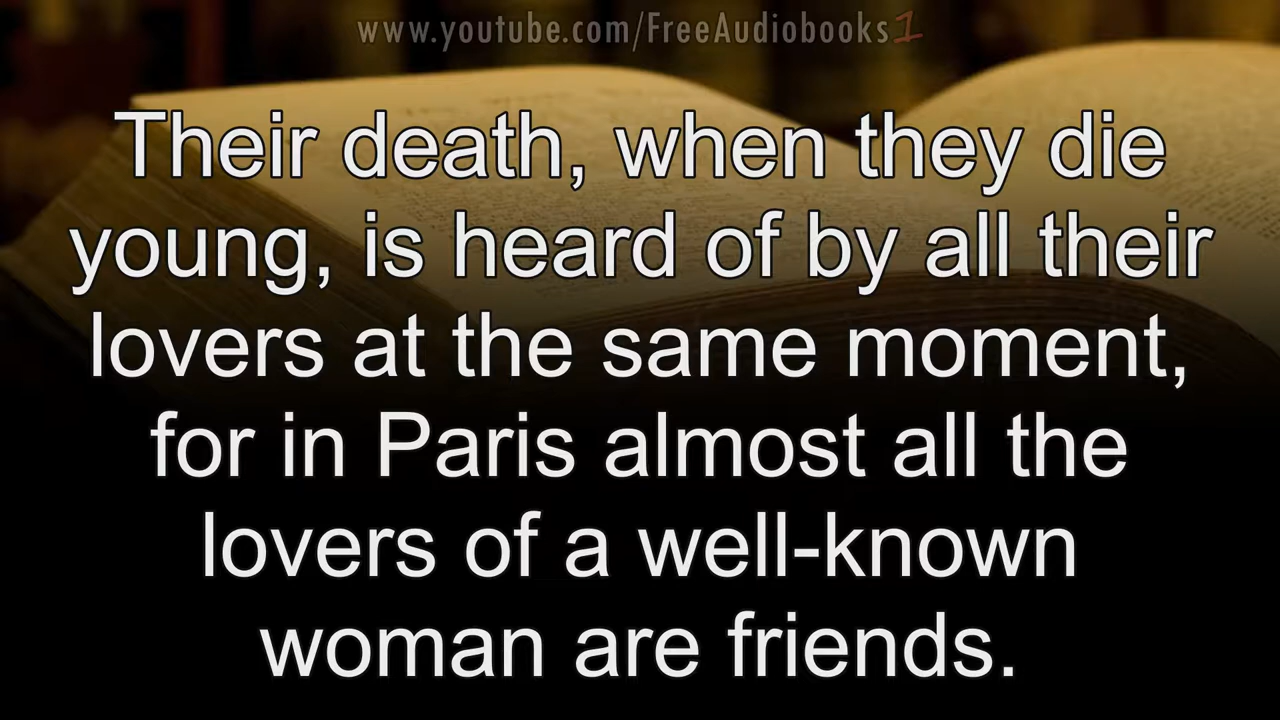 www.youtube.com/FreeAudiobooks1
Their death, when they die
young, is heard of by all their
lovers at the same moment,
for in Paris almost all the
lovers of a well-known
woman are friends.